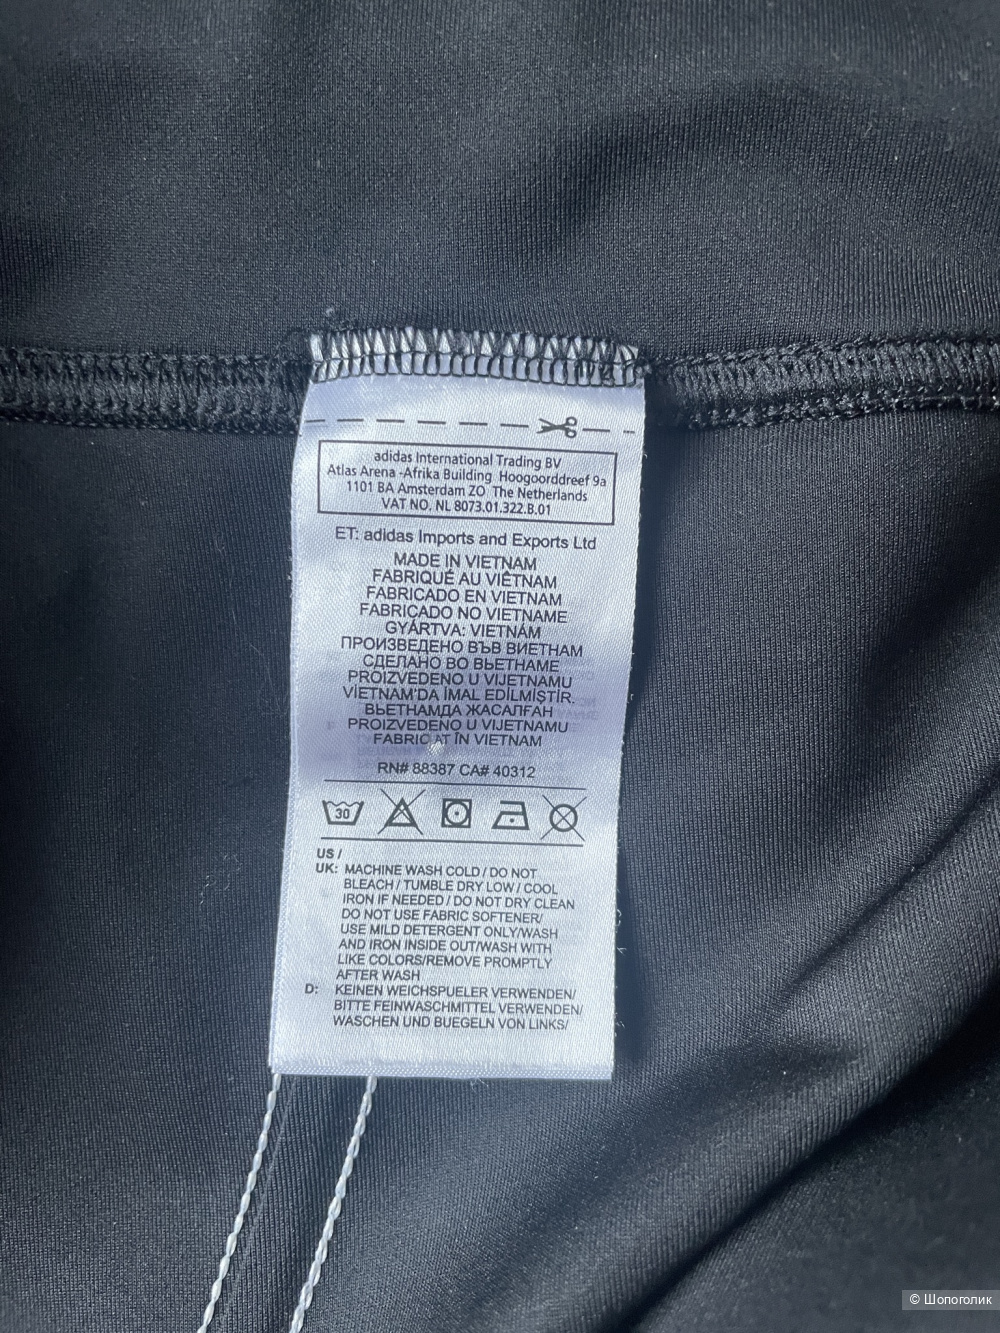 adidas International Trading BV
Atlas Arena -Afrika Building Hoogoorddreef 9a
1101 BA Amsterdam ZO The Netherlands
VAT NO. NL 8073.01.322.B.01
ET: adidas Imports and Exports Ltd
MADE IN VIETNAM
FABRIQUÉ AU VIÊTNAM
FABRICADO EN VIETNAM
FABRICADO NO VIETNAME
GYÁRTVA: VIETNÁM
ПРОИЗВЕДЕНО ВЪВ ВИЕТНАМ
СДЕЛАНО ВО ВЬЕТНАМЕ
PROIZVEDENO U VIJETNAMU
VİETNAM'DA İMAL EDİLMİŞTİR.
ВЬЕТНАМДА ЖАСАЛҒАН
PROIZVEDENO U VIJETNAMU
FABRICAT ÎN VIETNAM
RN# 88387 CA# 40312
30
US /
UK: MACHINE WASH COLD / DO NOT
BLEACH / TUMBLE DRY LOW / COOL
IRON IF NEEDED / DO NOT DRY CLEAN
DO NOT USE FABRIC SOFTENER/
USE MILD DETERGENT ONLY/WASH
AND IRON INSIDE OUT/WASH WITH
LIKE COLORS/REMOVE PROMPTLY
AFTER WASH
D: KEINEN WEICHSPUELER VERWENDEN/
BITTE FEINWASCHMITTEL VERWENDEN/
WASCHEN UND BUEGELN VON LINKS/
© Шопоголик